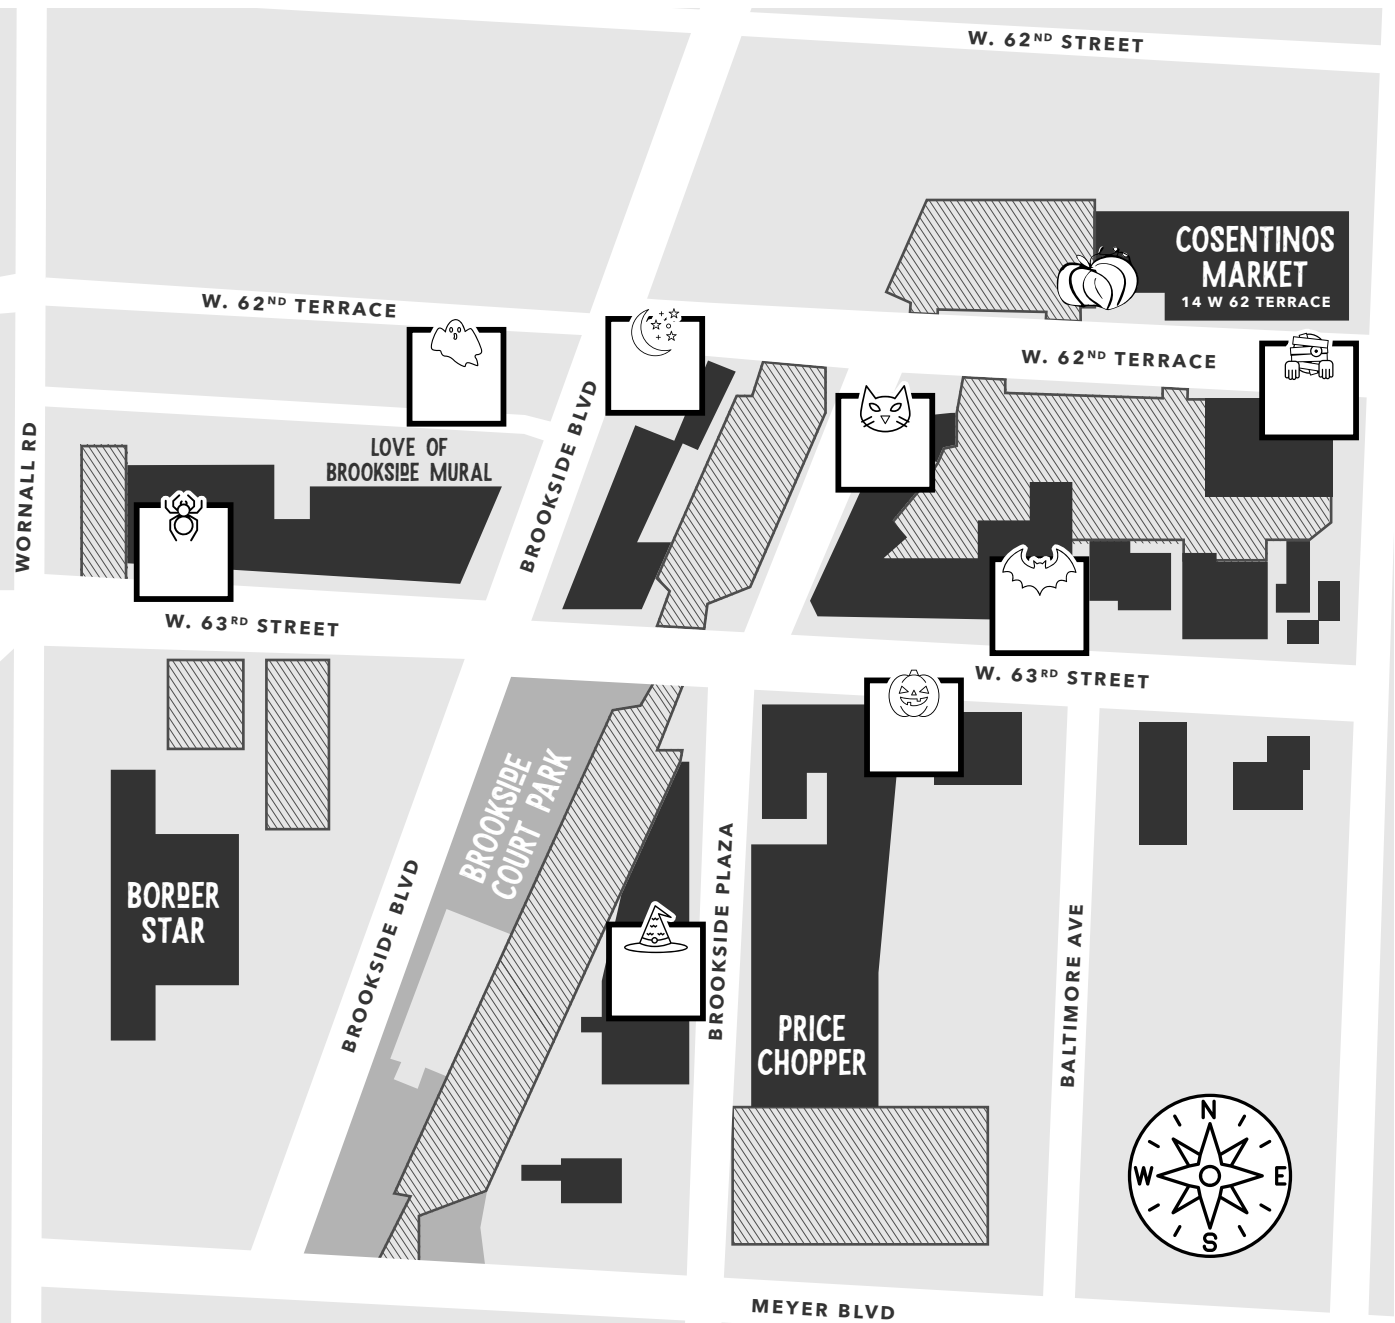 W. 62ND STREET
COSENTINOS
MARKET
14 W 62 TERRACE
W. 62ND TERRACE
W. 62ND TERRACE
BROOKSIDE BLVD
WORNALL RD
LOVE OF
BROOKSIDE MURAL
W. 63RD STREET
W. 63RD STREET
BROOKSIDE
COURT PARK
BROOKSIDE BLVD
BROOKSIDE PLAZA
BORDER
STAR
BALTIMORE AVE
PRICE
CHOPPER
N
W
E
S
MEYER BLVD